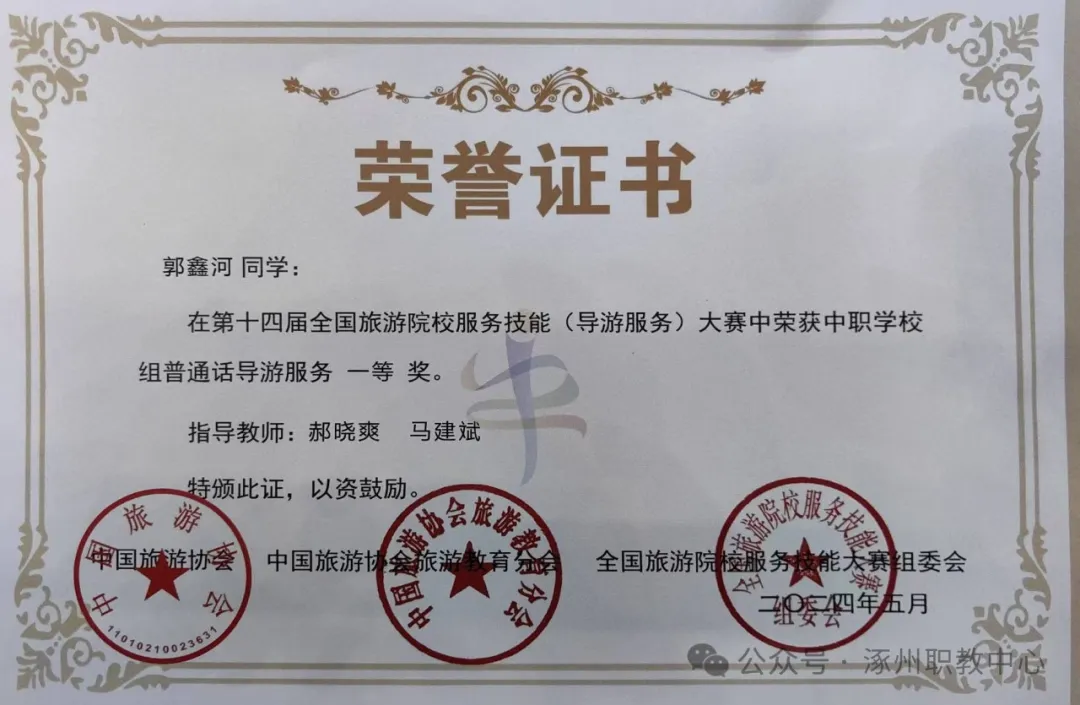 荣誉证书
郭鑫河 同学：
在第十四届全国旅游院校服务技能（导游服务）大赛中荣获中职学校
组普通话导游服务 一等 奖。
指导教师：郝晓爽 马建斌
特颁此证，以资鼓励。
中国旅游协会 中国旅游协会旅游教育分会 全国旅游院校服务技能大赛组委会
二〇二四年五月
中国旅游协会
11010210023631
中国旅游协会旅游教育分会
全国旅游院校服务技能大赛
组委会
公众号·涿州职教中心